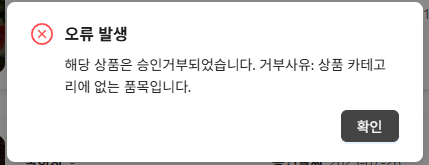 오류 발생
해당 상품은 승인거부되었습니다. 거부사유: 상품 카테고
리에 없는 품목입니다.
확인